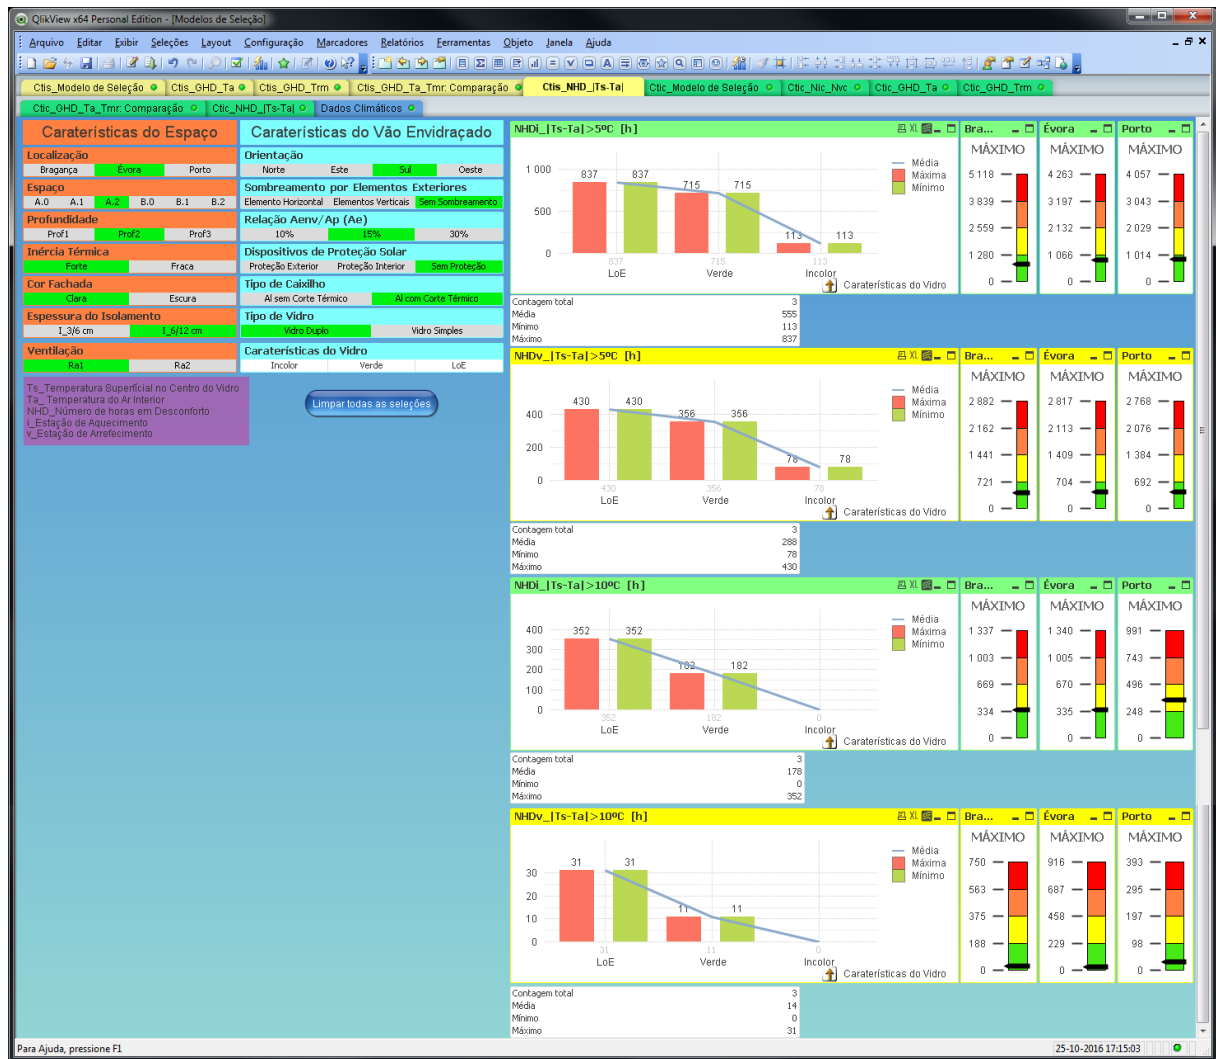 QlikView x64 Personal Edition - [Modelos de Seleção]
Arquivo Editar Exibir Seleções Layout Configuração Marcadores Relatórios Ferramentas Objeto Janela Ajuda
Ctis_Modelo de Seleção Ctis_GHD_Ta Ctis_GHD_Trm Ctis_GHD_Ta_Tmr: Comparação Ctis_NHD_|Ts-Ta| Ctic_Modelo de Seleção Ctic_Nic_Nvc Ctic_GHD_Ta Ctic_GHD_Trm
Ctic_GHD_Ta_Tmr: Comparação Ctic_NHD_|Ts-Ta| Dados Climáticos
Caraterísticas do Espaço
Localização
Bragança Évora Porto
Espaço
A.0 A.1 A.2 B.0 B.1 B.2
Profundidade
Prof1 Prof2 Prof3
Inércia Térmica
Forte Fraca
Cor Fachada
Clara Escura
Espessura do Isolamento
I_3/6 cm I_6/12 cm
Ventilação
Ra1 Ra2
Ts_Temperatura Superficial no Centro do Vidro
Ta_ Temperatura do Ar Interior
NHD_Número de horas em Desconforto
i_Estação de Aquecimento
v_Estação de Arrefecimento
Caraterísticas do Vão Envidraçado
Orientação
Norte Este Sul Oeste
Sombreamento por Elementos Exteriores
Elemento Horizontal Elementos Verticais Sem Sombreamento
Relação Aenv/Ap (Ae)
10% 15% 30%
Dispositivos de Proteção Solar
Proteção Exterior Proteção Interior Sem Proteção
Tipo de Caixilho
Al sem Corte Térmico Al com Corte Térmico
Tipo de Vidro
Vidro Duplo Vidro Simples
Caraterísticas do Vidro
Incolor Verde LoE
Limpar todas as seleções
NHDi_|Ts-Ta|>5ºC [h] XL
1 000
500
0
837 837 715 715 113 113
837 715 113
LoE Verde Incolor
Média
Máxima
Mínimo
Caraterísticas do Vidro
Contagem total 3
Média 555
Mínimo 113
Máximo 837
Bra...
MÁXIMO
5 118
3 839
2 559
1 280
0
Évora
MÁXIMO
4 263
3 197
2 132
1 066
0
Porto
MÁXIMO
4 057
3 043
2 029
1 014
0
NHDv_|Ts-Ta|>5ºC [h] XL
400
200
0
430 430 356 356 78 78
430 356 78
LoE Verde Incolor
Média
Máxima
Mínimo
Caraterísticas do Vidro
Contagem total 3
Média 288
Mínimo 78
Máximo 430
Bra...
MÁXIMO
2 882
2 162
1 441
721
0
Évora
MÁXIMO
2 817
2 113
1 409
704
0
Porto
MÁXIMO
2 768
2 076
1 384
692
0
NHDi_|Ts-Ta|>10ºC [h] XL
400
300
200
100
0
352 352 182 182
352 182 0
LoE Verde Incolor
Média
Máxima
Mínimo
Caraterísticas do Vidro
Contagem total 3
Média 178
Mínimo 0
Máximo 352
Bra...
MÁXIMO
1 337
1 003
669
334
0
Évora
MÁXIMO
1 340
1 005
670
335
0
Porto
MÁXIMO
991
743
496
248
0
NHDv_|Ts-Ta|>10ºC [h] XL
30
20
10
0
31 31 11 11
31 11 0
LoE Verde Incolor
Média
Máxima
Mínimo
Caraterísticas do Vidro
Contagem total 3
Média 14
Mínimo 0
Máximo 31
Bra...
MÁXIMO
750
563
375
188
0
Évora
MÁXIMO
916
687
458
229
0
Porto
MÁXIMO
393
295
197
98
0
Para Ajuda, pressione F1
25-10-2016 17:15:03